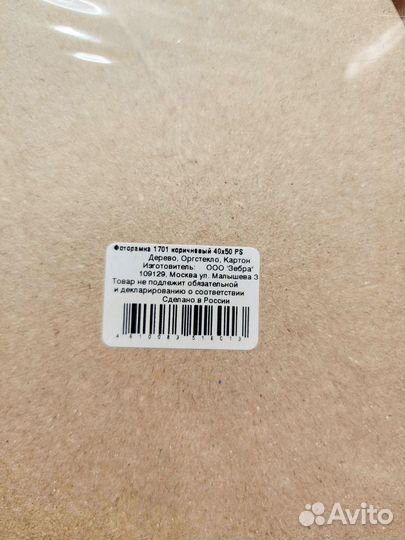 Фоторамка 1701 коричневый 40х50 PS
Дерево, Оргстекло, Картон
Изготовитель: ООО "Зебра"
109129, Москва ул. Малышева 3
Товар не подлежит обязательной
и декларированию о соответствии
Сделано в России
Avito